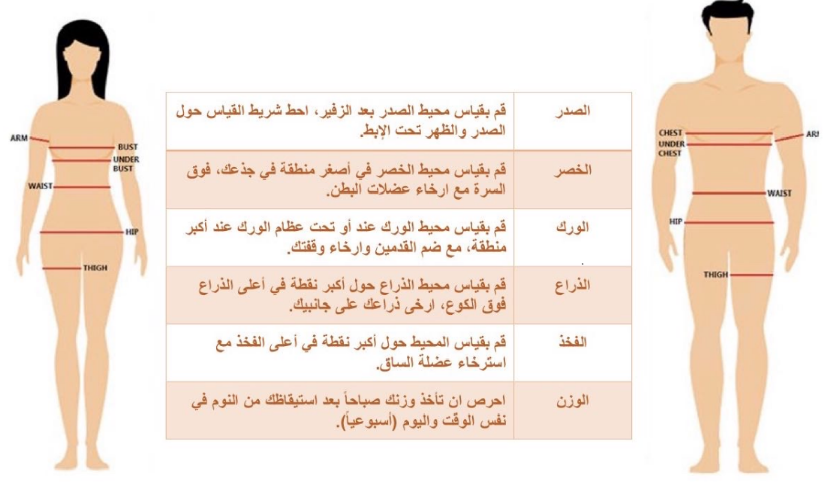 ARM
BUST
UNDER
BUST
WAIST
HIP
THIGH
الصدر
قم بقياس محيط الصدر بعد الزفير، احط شريط القياس حول
الصدر والظهر تحت الإبط.
الخصر
قم بقياس محيط الخصر في أصغر منطقة في جذعك، فوق
السرة مع ارخاء عضلات البطن.
الورك
قم بقياس محيط الورك عند أو تحت عظام الورك عند أكبر
منطقة، مع ضم القدمين وارخاء وقفتك.
الذراع
قم بقياس محيط الذراع حول أكبر نقطة في أعلى الذراع
فوق الكوع، ارخى ذراعك على جانبيك.
الفخذ
قم بقياس المحيط حول أكبر نقطة في أعلى الفخذ مع
استرخاء عضلة الساق.
الوزن
احرص ان تأخذ وزنك صباحاً بعد استيقاظك من النوم في
نفس الوقت واليوم (أسبوعياً).
CHEST
UNDER
CHEST
AR
WAIST
HIP
THIGH